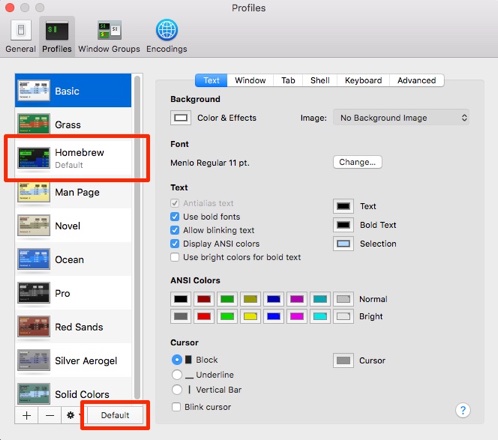 Profiles
General Profiles Window Groups Encodings
Basic
Grass
Homebrew
Default
Man Page
Novel
Ocean
Pro
Red Sands
Silver Aerogel
Solid Colors
Default
Text Window Tab Shell Keyboard Advanced
Background
Color & Effects Image: No Background Image
Font
Menlo Regular 11 pt. Change...
Text
Antialias text
Use bold fonts
Allow blinking text
Display ANSI colors
Use bright colors for bold text
Text
Bold Text
Selection
ANSI Colors
Normal
Bright
Cursor
Block
Underline
Vertical Bar
Blink cursor
Cursor
?